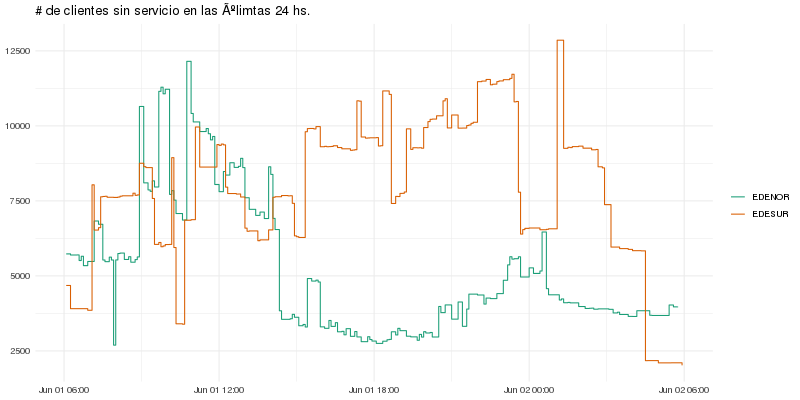 # de clientes sin servicio en las Ãºlimtas 24 hs.
12500
10000
7500
5000
2500
Jun 01 06:00
Jun 01 12:00
Jun 01 18:00
Jun 02 00:00
Jun 02 06:00
EDENOR
EDESUR